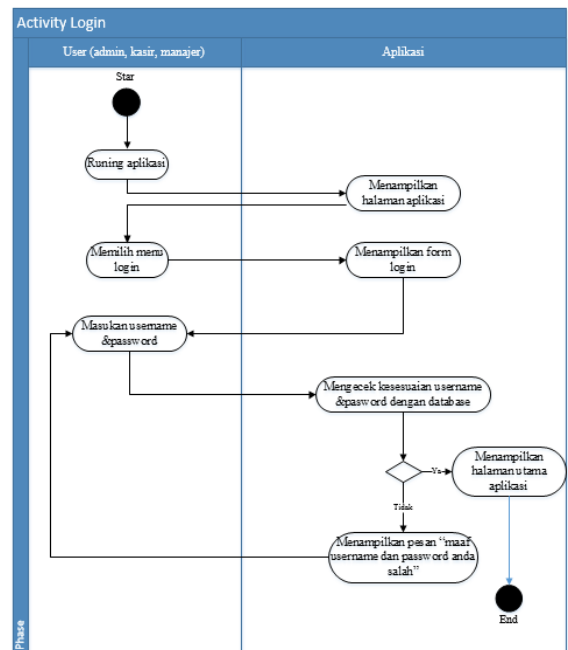 Activity Login
User (admin, kasir, manajer)
Aplikasi
Star
Runing aplikasi
Menampilkan
halaman aplikasi
Memilih menu
login
Menampilkan form
login
Masukan username
&password
Mengecek kesesuaian username
&pasword dengan database
Ya
Menampilkan
halaman utama
aplikasi
Tidak
Menampilkan pesan “maaf
username dan password anda
salah”
End
Phase